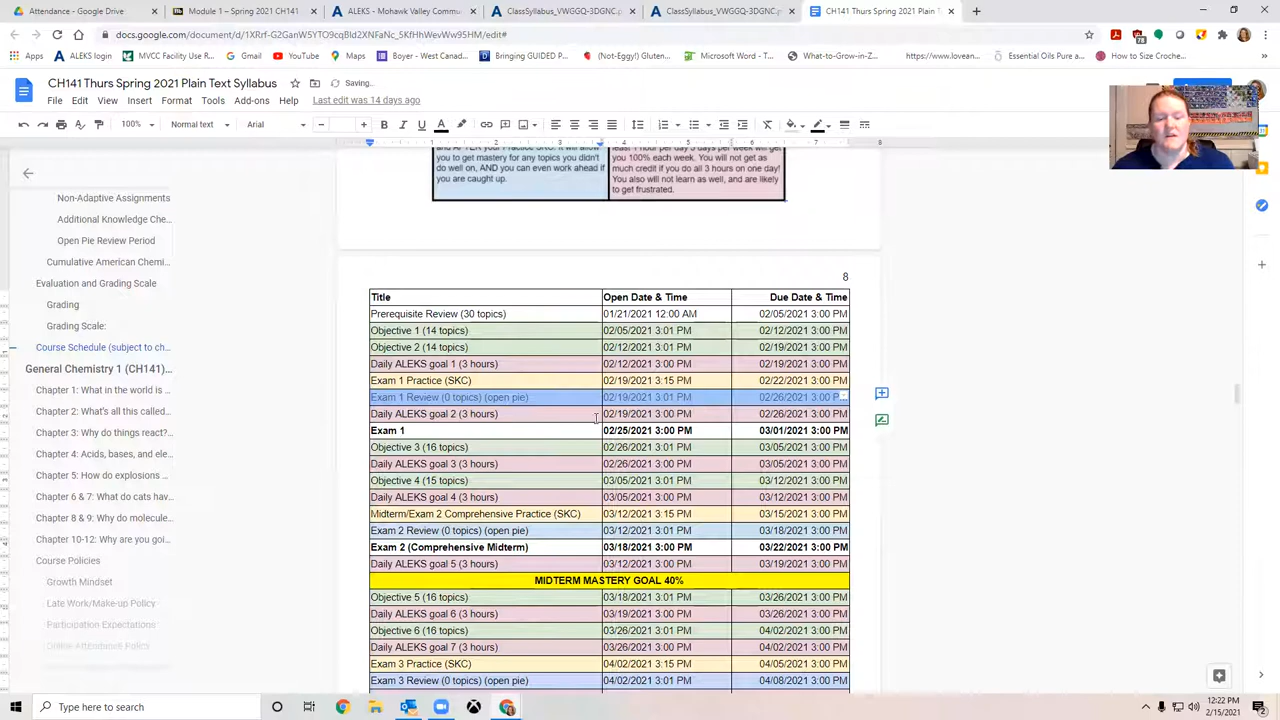 Attendance - Google Drive
Module 1 – Spring 2021 CH141
ALEKS - Mohawk Valley Commu
ClassSyllabus_VWGGQ-3DGNC.p
ClassSyllabus_VWGGQ-3DGNC.p
CH141 Thurs Spring 2021 Plain Te
docs.google.com/document/d/1XRrf-G2GanW5YTO9cqBld2XNFaNc_5KfHhWevWw95HM/edit#
Apps ALEKS login MVCC Facility Use R... Gmail YouTube Maps Boyer - West Canad... Bringing GUIDED P... (Not-Eggy!) Gluten... Microsoft Word - T... What-to-Grow-in-Z... Essential Oils Pure a... How to Size Croche...
CH141 Thurs Spring 2021 Plain Text Syllabus
Saving...
File Edit View Insert Format Tools Add-ons Help Last edit was 14 days ago
100% Normal text Arial
you to get mastery for any topics you didn't
do well on, AND you can even work ahead if
you are caught up.
least 1 hour per day 3 days per week will get
you 100% each week. You will not get as
much credit if you do all 3 hours on one day!
You also will not learn as well, and are likely
to get frustrated.
Non-Adaptive Assignments
Additional Knowledge Che...
Open Pie Review Period
Cumulative American Chemi...
Evaluation and Grading Scale
Grading
Grading Scale:
Course Schedule (subject to ch...
General Chemistry 1 (CH141)...
Chapter 1: What in the world is ...
Chapter 2: What's all this called...
Chapter 3: Why do things react?...
Chapter 4: Acids, bases, and ele...
Chapter 5: How do explosions ...
Chapter 6 & 7: What do cats hav...
Chapter 8 & 9: Why do molecule...
Chapter 10-12: Why are you goi...
Course Policies
Growth Mindset
Late Work/Make-up Policy
Participation Expectations
Online Attendance Policy
8
Title Open Date & Time Due Date & Time
Prerequisite Review (30 topics) 01/21/2021 12:00 AM 02/05/2021 3:00 PM
Objective 1 (14 topics) 02/05/2021 3:01 PM 02/12/2021 3:00 PM
Objective 2 (14 topics) 02/12/2021 3:01 PM 02/19/2021 3:00 PM
Daily ALEKS goal 1 (3 hours) 02/12/2021 3:00 PM 02/19/2021 3:00 PM
Exam 1 Practice (SKC) 02/19/2021 3:15 PM 02/22/2021 3:00 PM
Exam 1 Review (0 topics) (open pie) 02/19/2021 3:01 PM 02/26/2021 3:00 P
Daily ALEKS goal 2 (3 hours) 02/19/2021 3:00 PM 02/26/2021 3:00 PM
Exam 1 02/25/2021 3:00 PM 03/01/2021 3:00 PM
Objective 3 (16 topics) 02/26/2021 3:01 PM 03/05/2021 3:00 PM
Daily ALEKS goal 3 (3 hours) 02/26/2021 3:00 PM 03/05/2021 3:00 PM
Objective 4 (15 topics) 03/05/2021 3:01 PM 03/12/2021 3:00 PM
Daily ALEKS goal 4 (3 hours) 03/05/2021 3:00 PM 03/12/2021 3:00 PM
Midterm/Exam 2 Comprehensive Practice (SKC) 03/12/2021 3:15 PM 03/15/2021 3:00 PM
Exam 2 Review (0 topics) (open pie) 03/12/2021 3:01 PM 03/18/2021 3:00 PM
Exam 2 (Comprehensive Midterm) 03/18/2021 3:00 PM 03/22/2021 3:00 PM
Daily ALEKS goal 5 (3 hours) 03/12/2021 3:00 PM 03/19/2021 3:00 PM
MIDTERM MASTERY GOAL 40%
Objective 5 (16 topics) 03/18/2021 3:01 PM 03/26/2021 3:00 PM
Daily ALEKS goal 6 (3 hours) 03/19/2021 3:00 PM 03/26/2021 3:00 PM
Objective 6 (16 topics) 03/26/2021 3:01 PM 04/02/2021 3:00 PM
Daily ALEKS goal 7 (3 hours) 03/26/2021 3:00 PM 04/02/2021 3:00 PM
Exam 3 Practice (SKC) 04/02/2021 3:15 PM 04/05/2021 3:00 PM
Exam 3 Review (0 topics) (open pie) 04/02/2021 3:01 PM 04/08/2021 3:00 PM
Type here to search
12:22 PM
2/15/2021